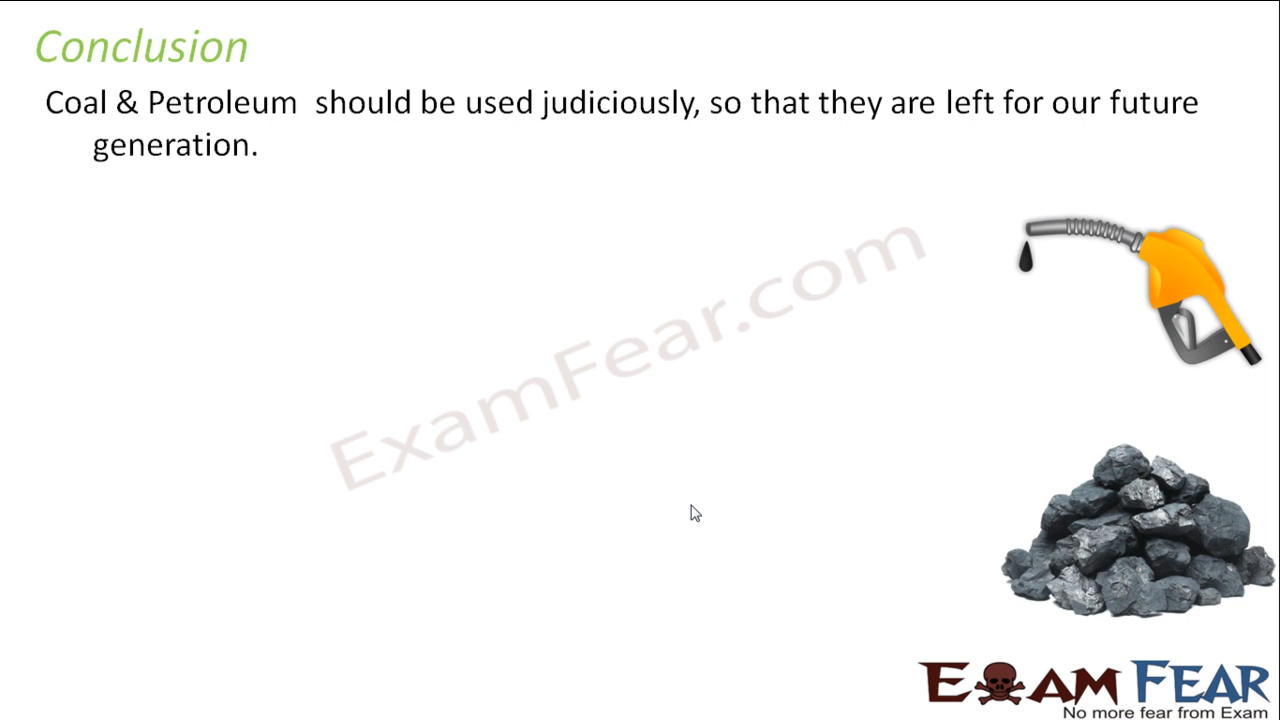 Conclusion
Coal & Petroleum should be used judiciously, so that they are left for our future
generation.
ExamFear.com
EXAM FEAR
No more fear from Exam